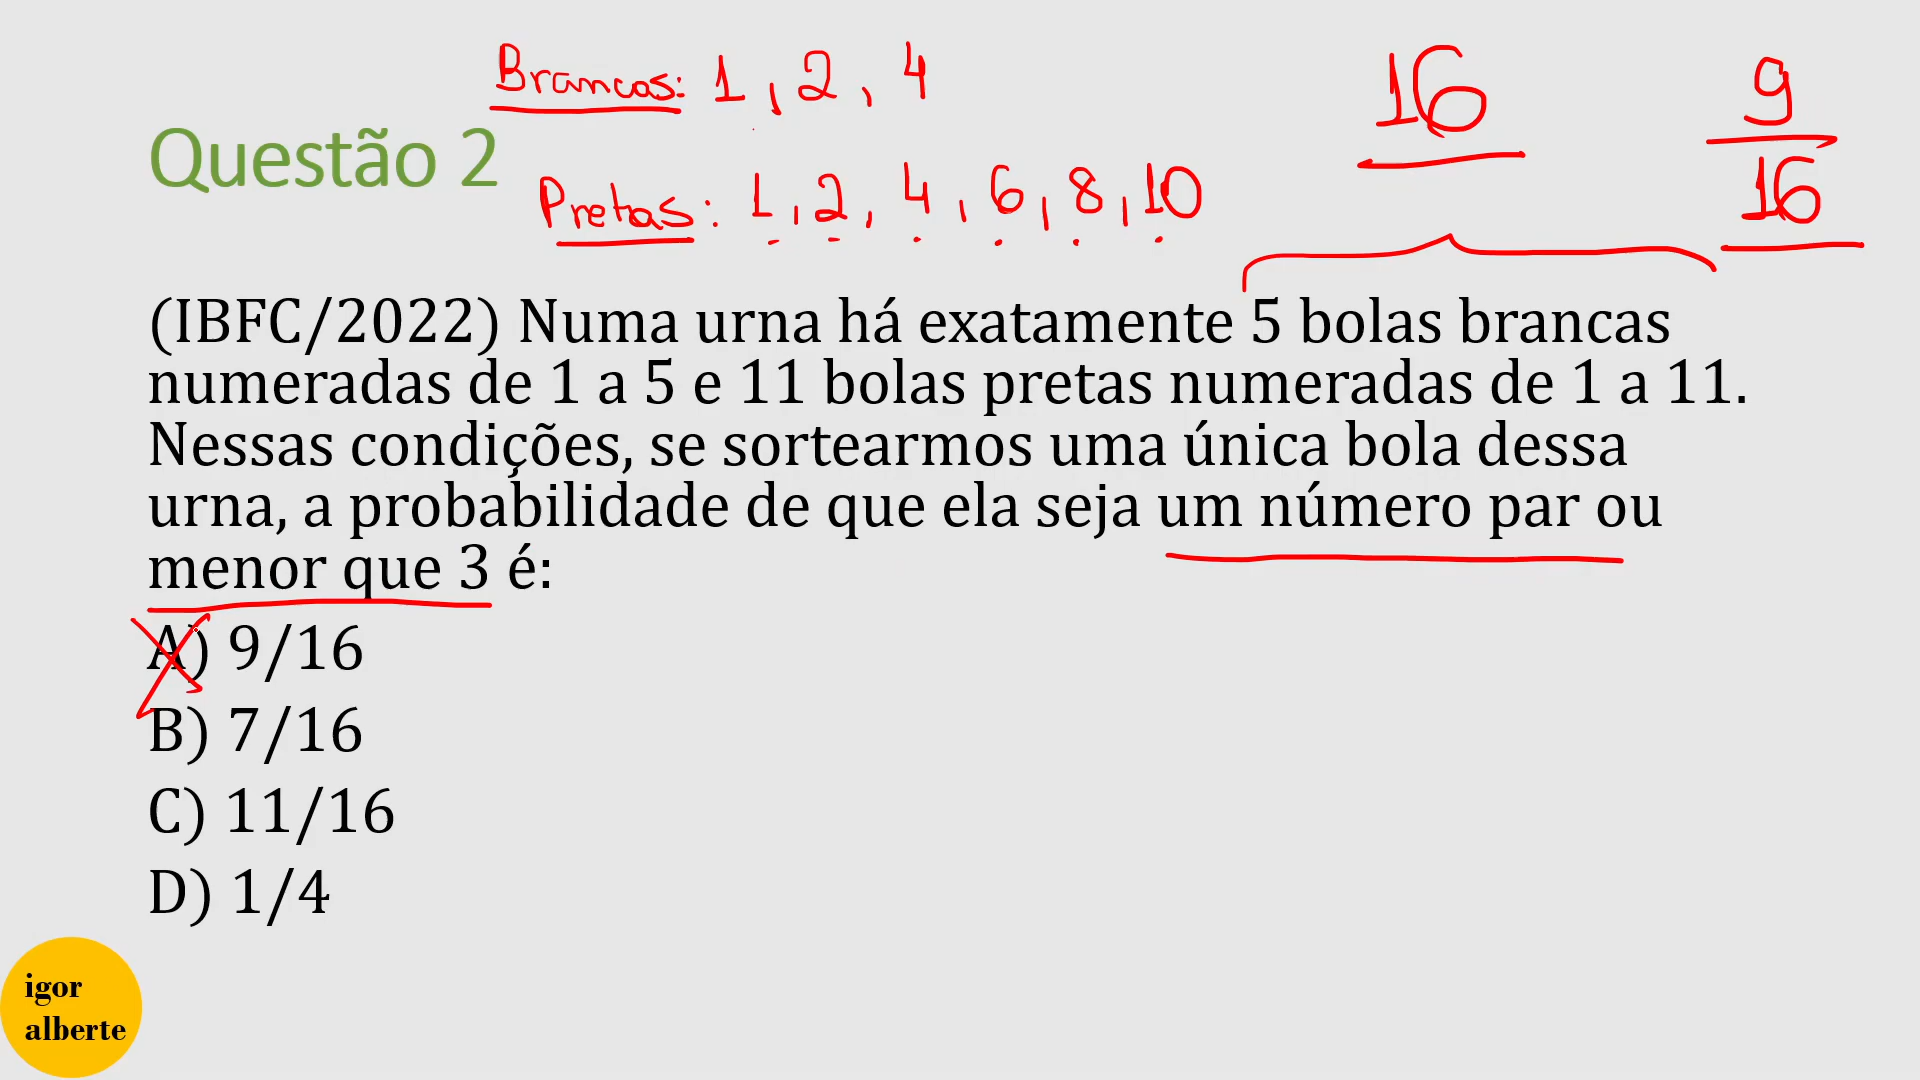 Brancas: 1, 2, 4
16
9/16
Questão 2
Pretas: 1, 2, 4, 6, 8, 10
(IBFC/2022) Numa urna há exatamente 5 bolas brancas
numeradas de 1 a 5 e 11 bolas pretas numeradas de 1 a 11.
Nessas condições, se sortearmos uma única bola dessa
urna, a probabilidade de que ela seja um número par ou
menor que 3 é:
A) 9/16
B) 7/16
C) 11/16
D) 1/4
igor
alberte